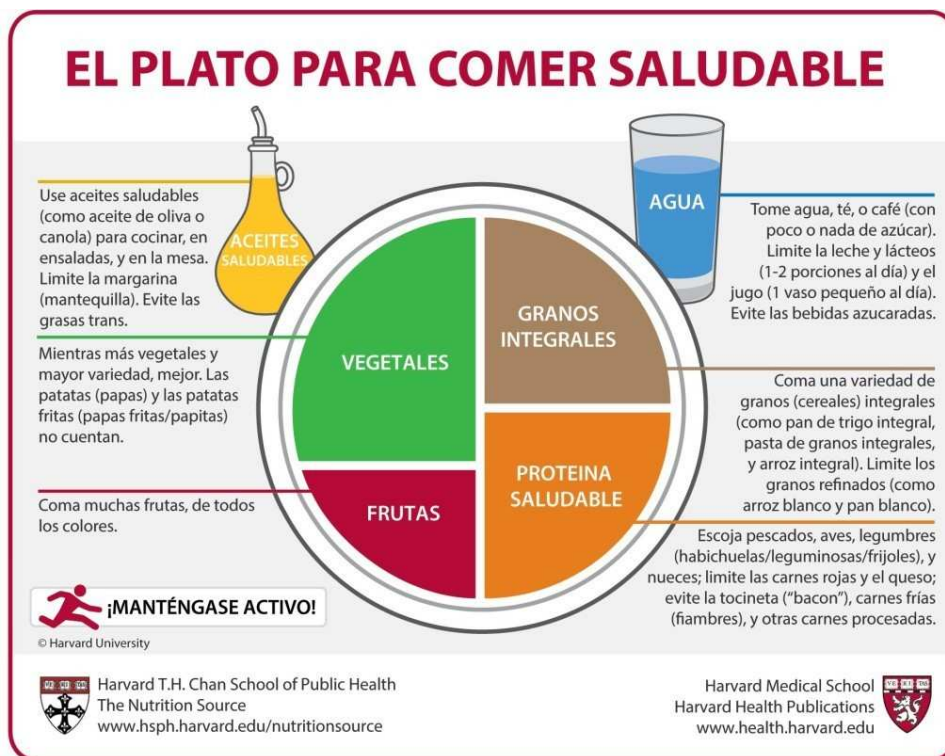 EL PLATO PARA COMER SALUDABLE
Use aceites saludables
(como aceite de oliva o
canola) para cocinar, en
ensaladas, y en la mesa.
Limite la margarina
(mantequilla). Evite las
grasas trans.
ACEITES
SALUDABLES
AGUA
Tome agua, té, o café (con
poco o nada de azúcar).
Limite la leche y lácteos
(1-2 porciones al día) y el
jugo (1 vaso pequeño al día).
Evite las bebidas azucaradas.
Mientras más vegetales y
mayor variedad, mejor. Las
patatas (papas) y las patatas
fritas (papas fritas/papitas)
no cuentan.
VEGETALES
GRANOS
INTEGRALES
Coma una variedad de
granos (cereales) integrales
(como pan de trigo integral,
pasta de granos integrales,
y arroz integral). Limite los
granos refinados (como
arroz blanco y pan blanco).
Coma muchas frutas, de todos
los colores.
FRUTAS
PROTEINA
SALUDABLE
Escoja pescados, aves, legumbres
(habichuelas/leguminosas/frijoles), y
nueces; limite las carnes rojas y el queso;
evite la tocineta ("bacon"), carnes frías
(fiambres), y otras carnes procesadas.
¡MANTÉNGASE ACTIVO!
© Harvard University
Harvard T.H. Chan School of Public Health
The Nutrition Source
www.hsph.harvard.edu/nutritionsource
Harvard Medical School
Harvard Health Publications
www.health.harvard.edu